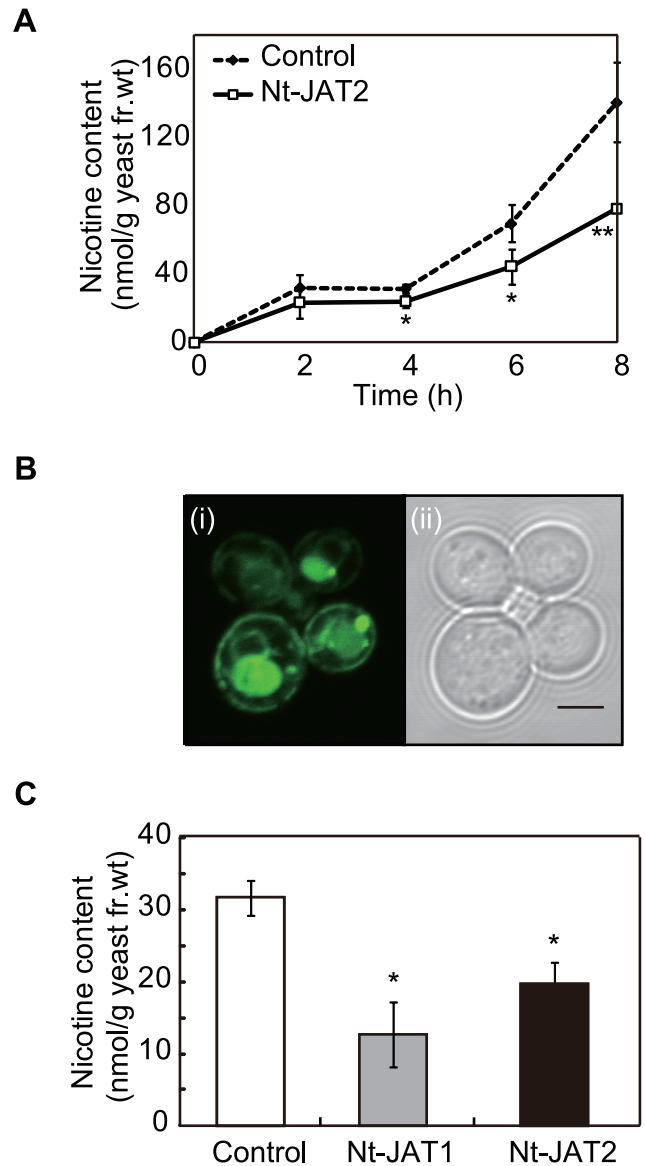 A
Nicotine content
(nmol/g yeast fr.wt)
160
120
80
40
0
Control
Nt-JAT2
*
*
**
0
2
4
6
8
Time (h)
B
(i)
(ii)
C
Nicotine content
(nmol/g yeast fr.wt)
40
30
20
10
0
*
*
Control
Nt-JAT1
Nt-JAT2